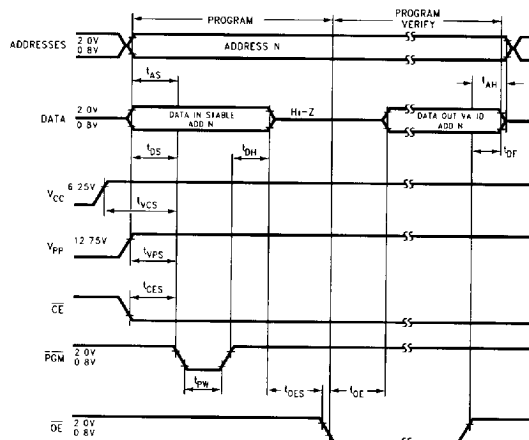 PROGRAM
PROGRAM
VERIFY
ADDRESSES
2.0V
0.8V
ADDRESS N
tAS
tAH
DATA
2.0V
0.8V
DATA IN STABLE
ADD N
Hi-Z
DATA OUT VA ID
ADD N
tDS
tDH
tDF
VCC
6 25V
tVCS
VPP
12.75V
tVPS
CE
tCES
PGM
2 0V
0 8V
tPW
tOES
tOE
OE
2 0V
0 8V